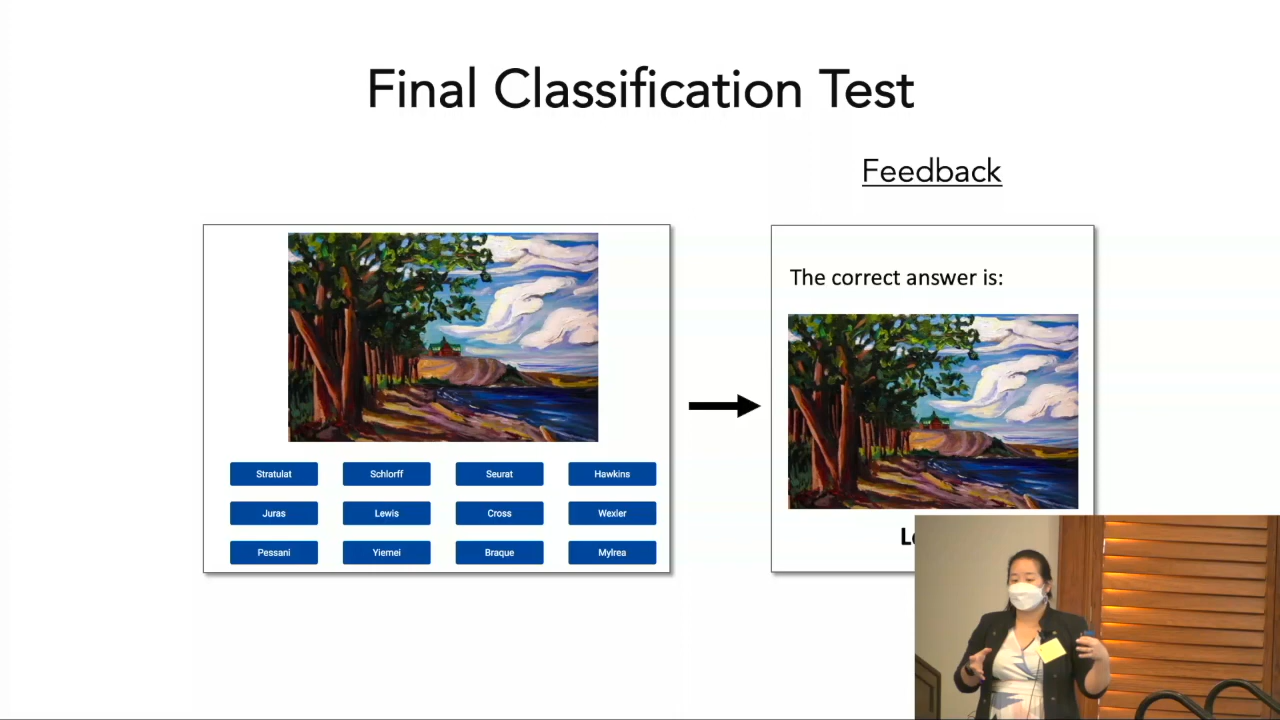 Final Classification Test
Feedback
The correct answer is:
Stratulat Schlorff Seurat Hawkins
Juras Lewis Cross Wexler
Pessani Yiemei Braque Mylrea